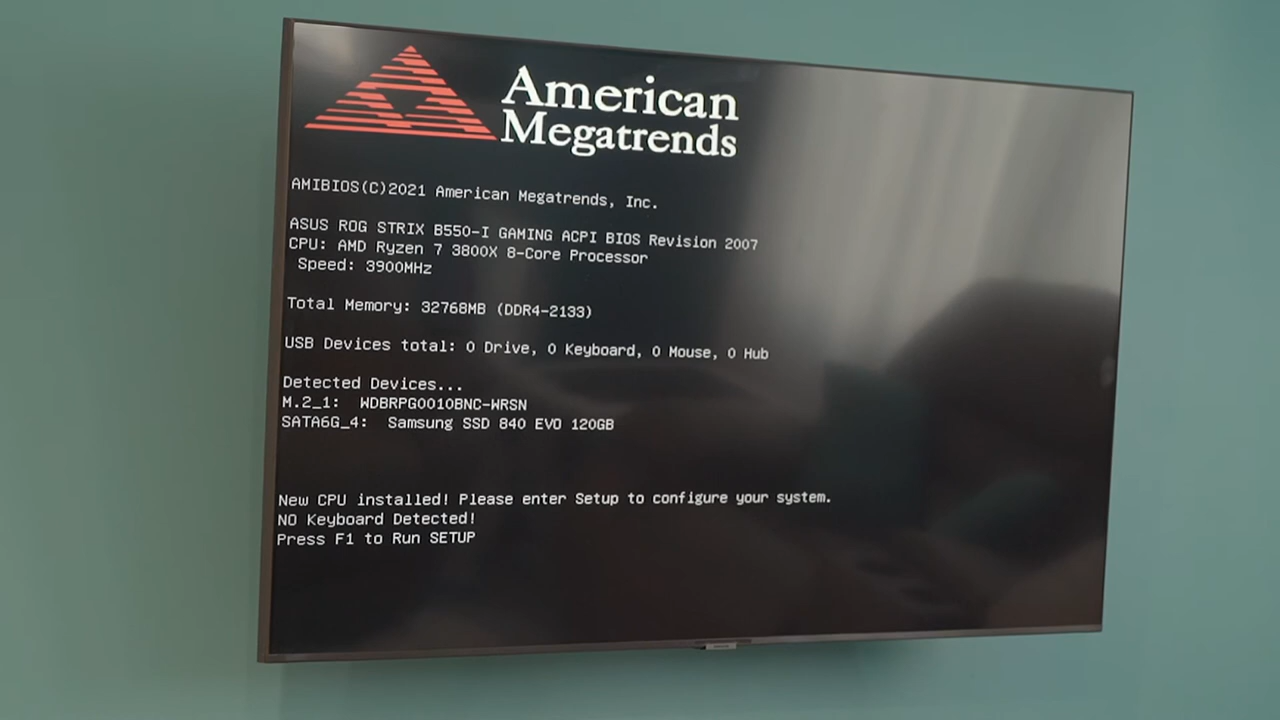 American
Megatrends
AMIBIOS(C)2021 American Megatrends, Inc.
ASUS ROG STRIX B550-I GAMING ACPI BIOS Revision 2007
CPU: AMD Ryzen 7 3800X 8-Core Processor
Speed: 3900MHz
Total Memory: 32768MB (DDR4-2133)
USB Devices total: 0 Drive, 0 Keyboard, 0 Mouse, 0 Hub
Detected Devices...
M.2_1: WDBRPG0010BNC-WRSN
SATA6G_4: Samsung SSD 840 EVO 120GB
New CPU installed! Please enter Setup to configure your system.
NO Keyboard Detected!
Press F1 to Run SETUP